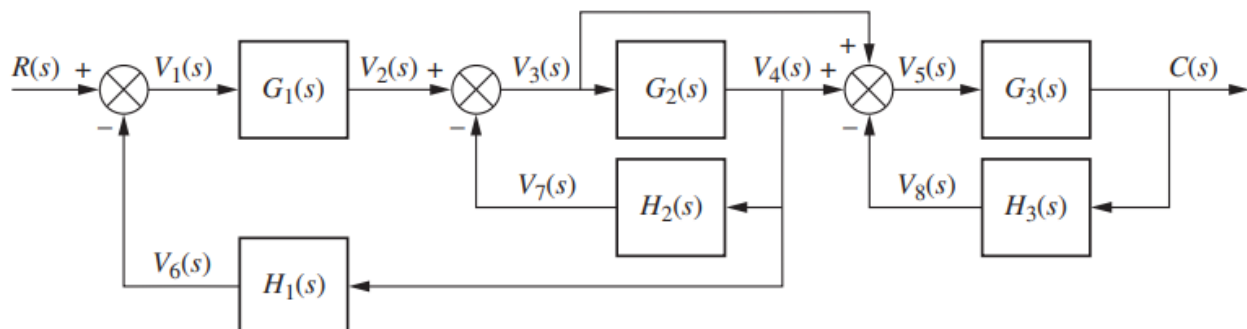 +
R(s) + V₁(s) G₁(s) V₂(s) + V₃(s) G₂(s) V₄(s) + V₅(s) G₃(s) C(s)
− − −
V₇(s) H₂(s) V₈(s) H₃(s)
V₆(s) H₁(s)